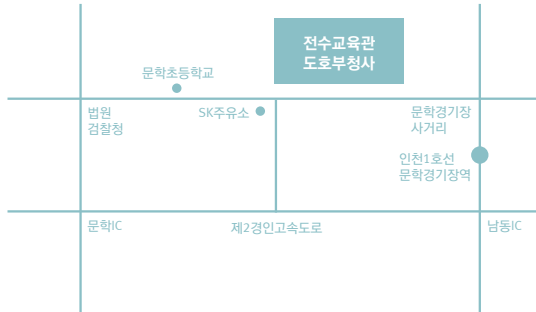 전수교육관
도호부청사
문학초등학교
법원
검찰청
SK주유소
문학경기장
사거리
인천1호선
문학경기장역
문학IC
제2경인고속도로
남동IC